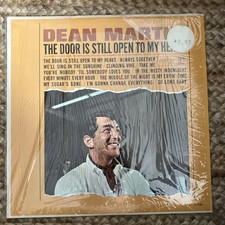 DEAN MARTIN
THE DOOR IS STILL OPEN TO MY HE
THE DOOR IS STILL OPEN TO MY HEART · ALWAYS TOGETHER
WE'LL SING IN THE SUNSHINE · CLINGING VINE · TAKE ME
YOU'RE NOBODY 'TIL SOMEBODY LOVES YOU · IN THE MISTY MOONLIGHT
EVERY MINUTE EVERY HOUR · THE MIDDLE OF THE NIGHT IS MY CRYIN' TIME
MY SUGAR'S GONE · I'M GONNA CHANGE EVERYTHING · SO LONG BABY